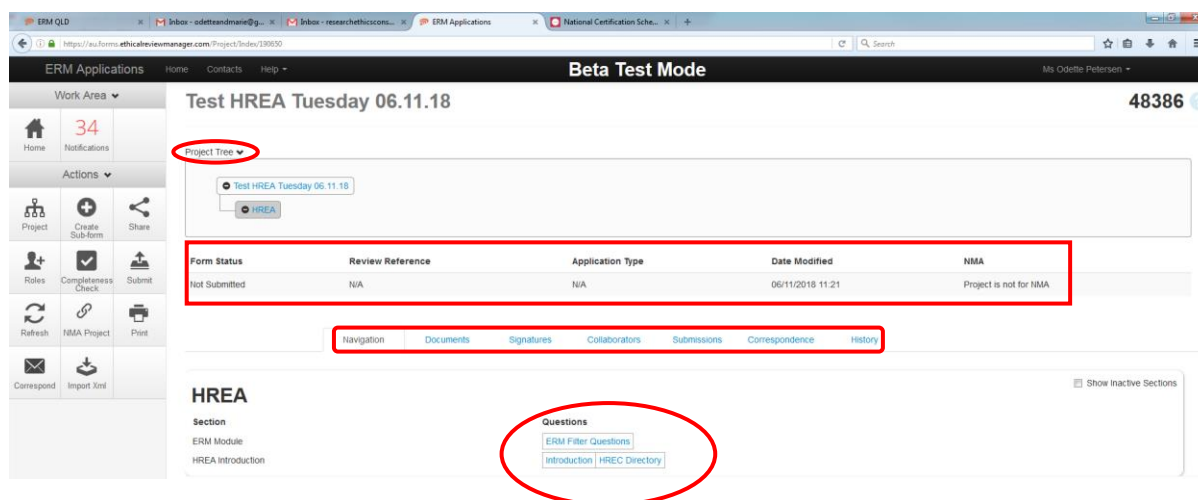 ERM QLD
Inbox - odetteandmarie@g...
Inbox - researchethicscons...
ERM Applications
National Certification Sche...
https://au.forms.ethicalreviewmanager.com/Project/Index/190650
Search
ERM Applications Home Contacts Help
Beta Test Mode
Ms Odette Petersen
Work Area
Test HREA Tuesday 06.11.18
48386
34
Home Notifications
Project Tree
Actions
Test HREA Tuesday 06.11.18
HREA
Project Create Sub-form Share
Form Status Review Reference Application Type Date Modified NMA
Not Submitted N/A N/A 06/11/2018 11:21 Project is not for NMA
Roles Completeness Check Submit
Refresh NMA Project Print
Navigation Documents Signatures Collaborators Submissions Correspondence History
Correspond Import Xml
Show Inactive Sections
HREA
Section Questions
ERM Module ERM Filter Questions
HREA Introduction Introduction HREC Directory